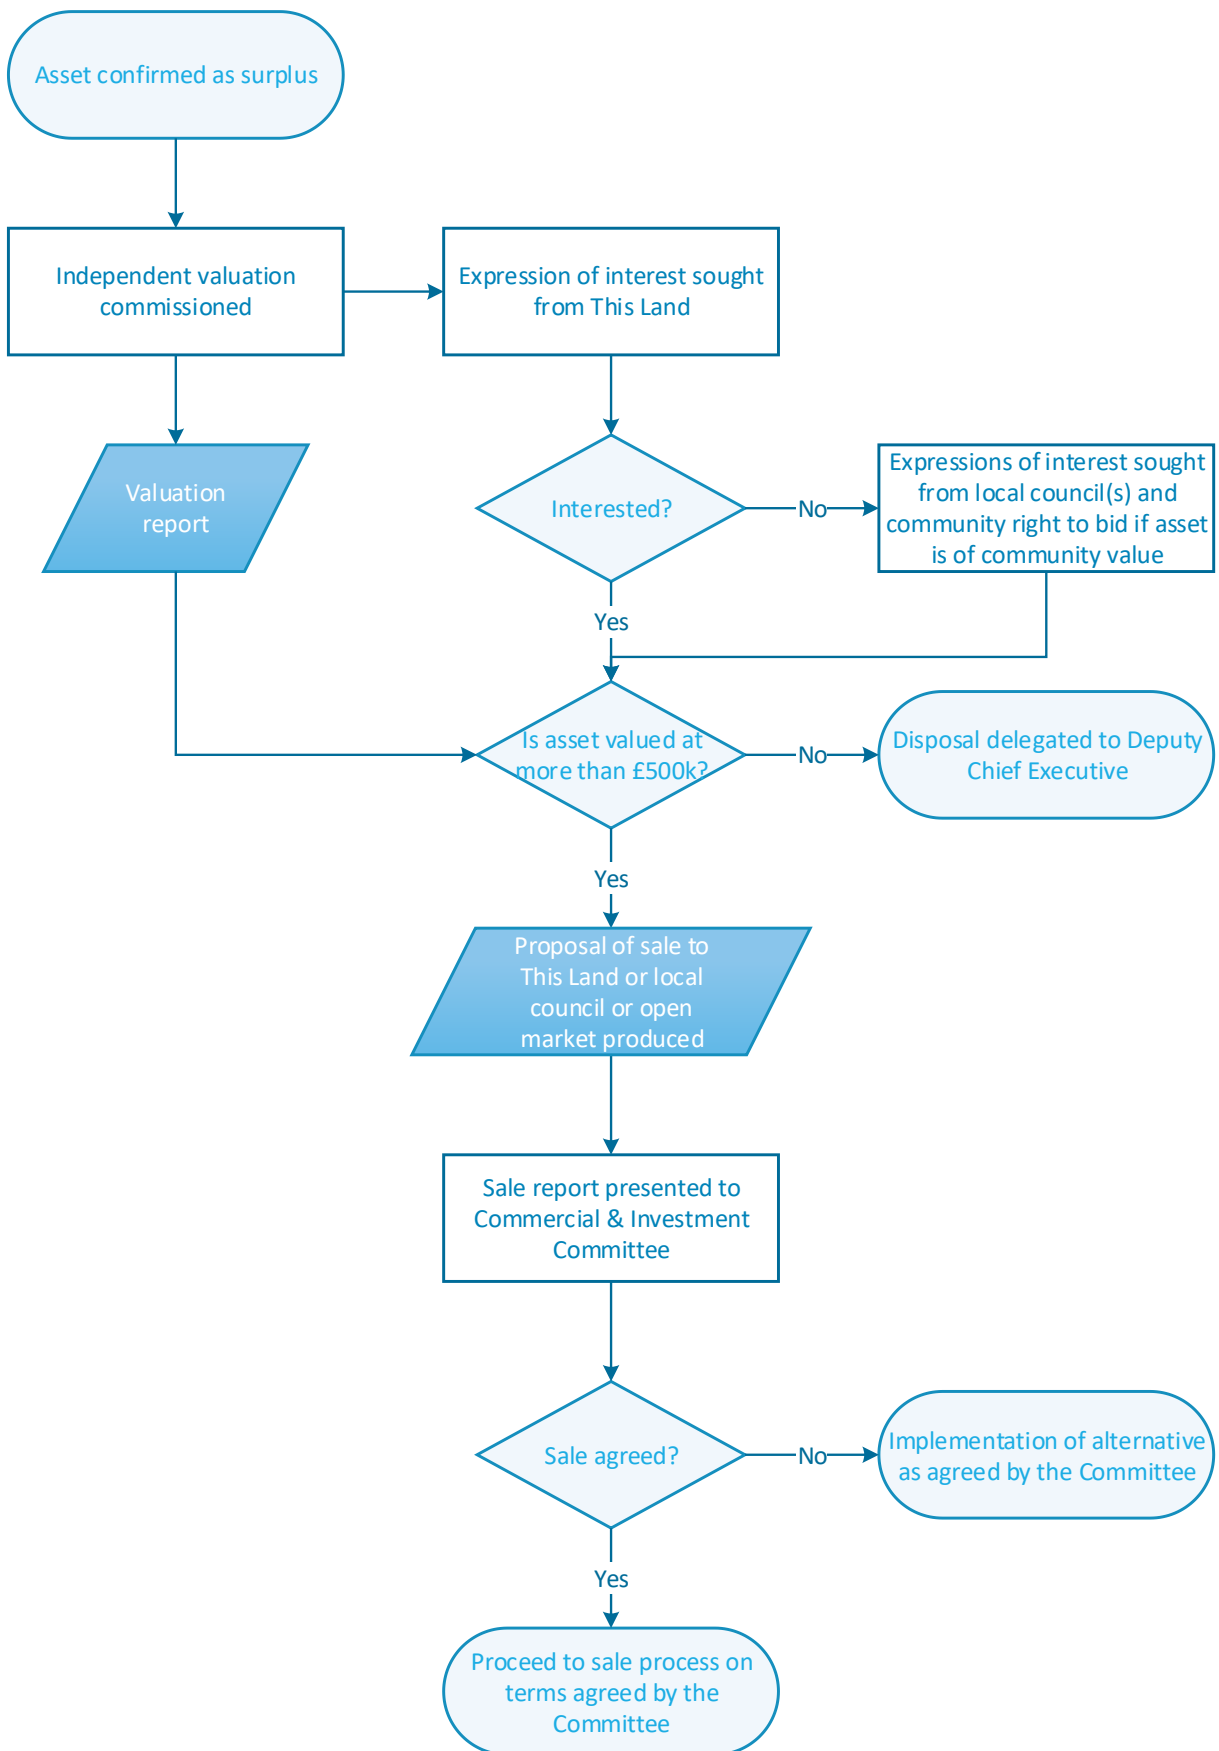 Asset confirmed as surplus
Independent valuation
commissioned
Expression of interest sought
from This Land
Valuation
report
Interested?
No
Expressions of interest sought
from local council(s) and
community right to bid if asset
is of community value
Yes
Is asset valued at
more than £500k?
No
Disposal delegated to Deputy
Chief Executive
Yes
Proposal of sale to
This Land or local
council or open
market produced
Sale report presented to
Commercial & Investment
Committee
Sale agreed?
No
Implementation of alternative
as agreed by the Committee
Yes
Proceed to sale process on
terms agreed by the
Committee